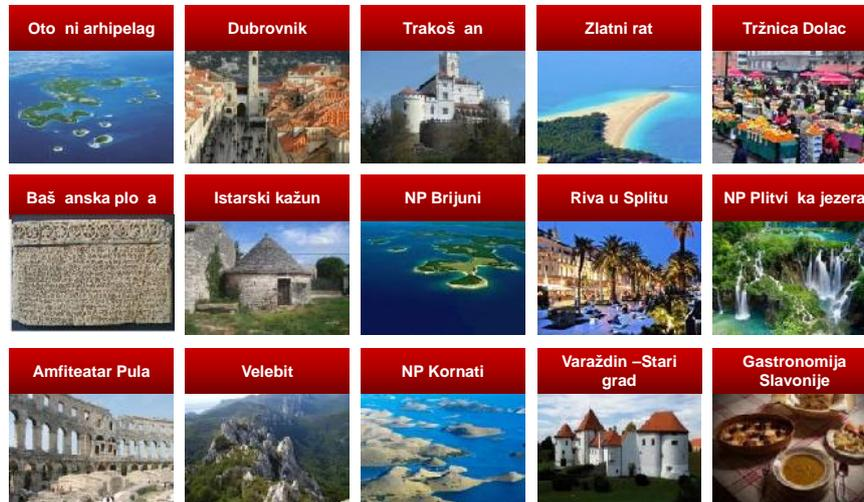 Oto ni arhipelag
Dubrovnik
Trakoš an
Zlatni rat
Tržnica Dolac
Baš anska plo a
Istarski kažun
NP Brijuni
Riva u Splitu
NP Plitvi ka jezera
Amfiteatar Pula
Velebit
NP Kornati
Varaždin –Stari
grad
Gastronomija
Slavonije